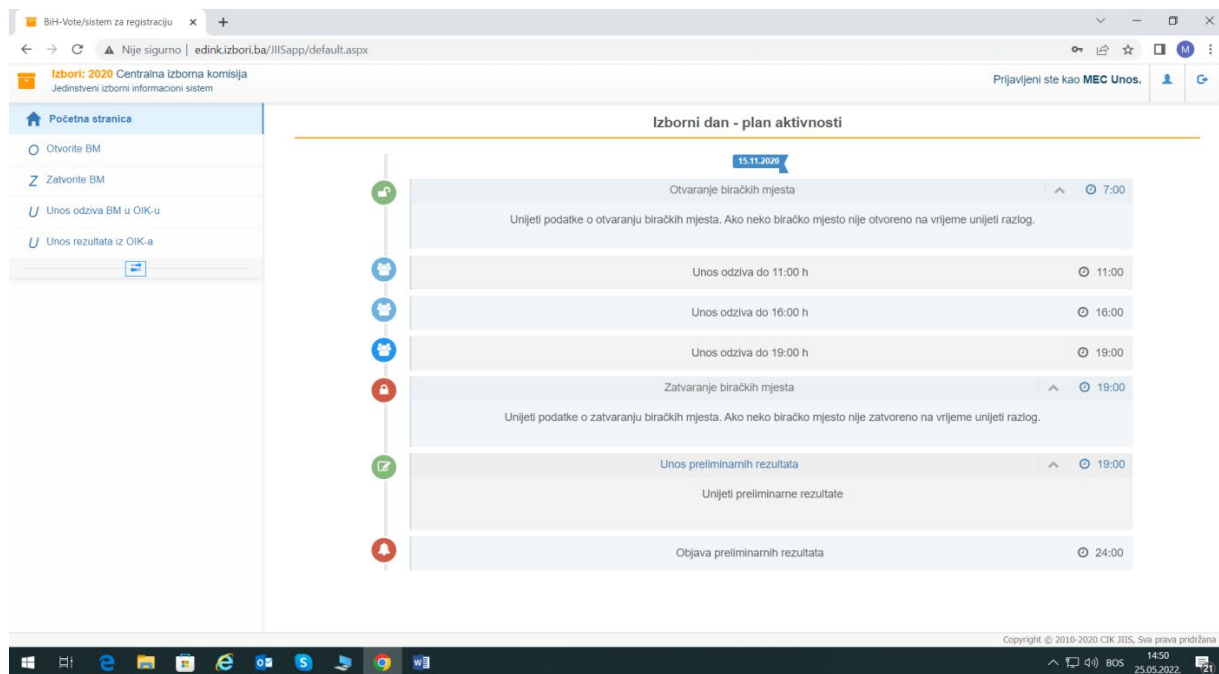 BiH-Vote/sistem za registraciju
Nije sigurno | edink.izbori.ba/JIISapp/default.aspx
M
Izbori: 2020 Centralna izborna komisija
Jedinstveni izborni informacioni sistem
Prijavljeni ste kao MEC Unos.
Početna stranica
O Otvorite BM
Z Zatvorite BM
U Unos odziva BM u OIK-u
U Unos rezultata iz OIK-a
Izborni dan - plan aktivnosti
15.11.2020
Otvaranje biračkih mjesta 7:00
Unijeti podatke o otvaranju biračkih mjesta. Ako neko biračko mjesto nije otvoreno na vrijeme unijeti razlog.
Unos odziva do 11:00 h 11:00
Unos odziva do 16:00 h 16:00
Unos odziva do 19:00 h 19:00
Zatvaranje biračkih mjesta 19:00
Unijeti podatke o zatvaranju biračkih mjesta. Ako neko biračko mjesto nije zatvoreno na vrijeme unijeti razlog.
Unos preliminarnih rezultata 19:00
Unijeti preliminarne rezultate
Objava preliminarnih rezultata 24:00
Copyright © 2010-2020 CIK JIIS, Sva prava pridržana
BOS
14:50
25.05.2022.
21